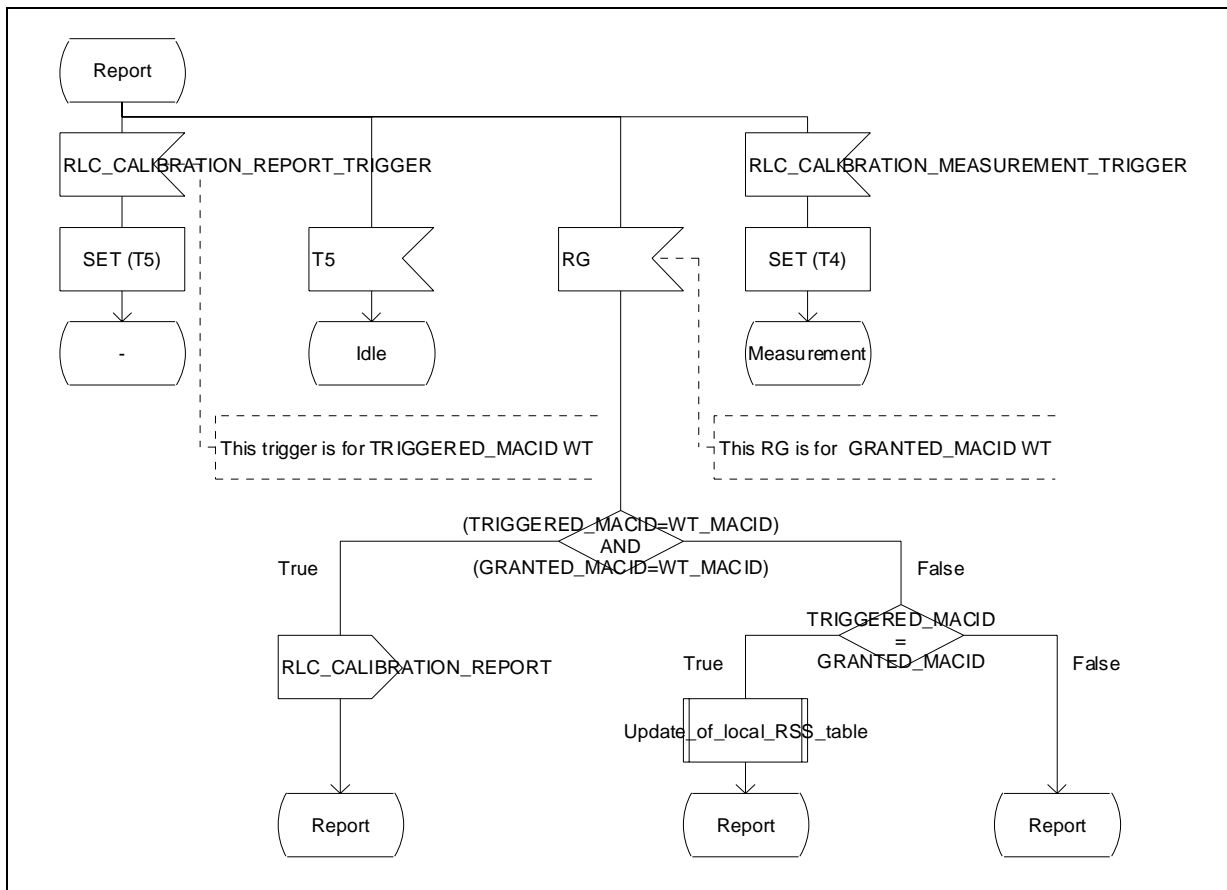 Report
RLC_CALIBRATION_REPORT_TRIGGER
RLC_CALIBRATION_MEASUREMENT_TRIGGER
SET (T5)
T5
RG
SET (T4)
-
Idle
Measurement
This trigger is for TRIGGERED_MACID WT
This RG is for GRANTED_MACID WT
(TRIGGERED_MACID=WT_MACID)
AND
(GRANTED_MACID=WT_MACID)
True
False
TRIGGERED_MACID
=
GRANTED_MACID
RLC_CALIBRATION_REPORT
True
False
Update_of_local_RSS_table
Report
Report
Report